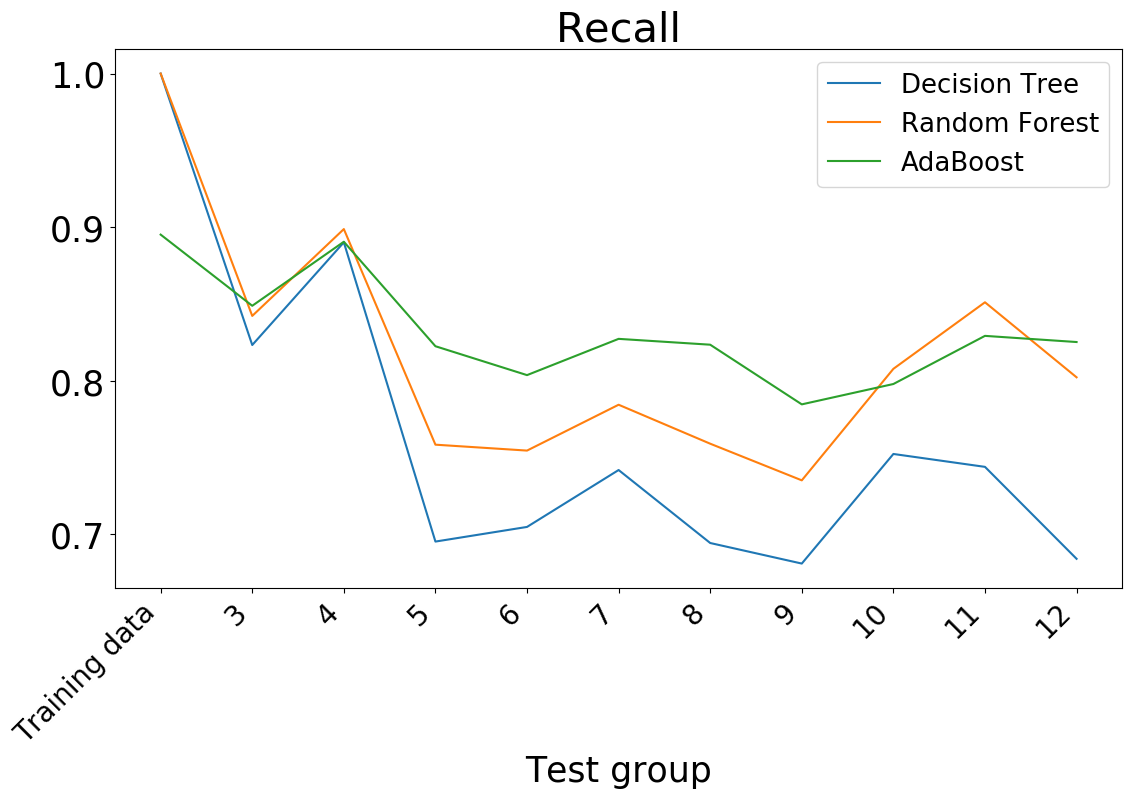 Recall
Decision Tree
Random Forest
AdaBoost
1.0
0.9
0.8
0.7
Training data
3
4
5
6
7
8
9
10
11
12
Test group